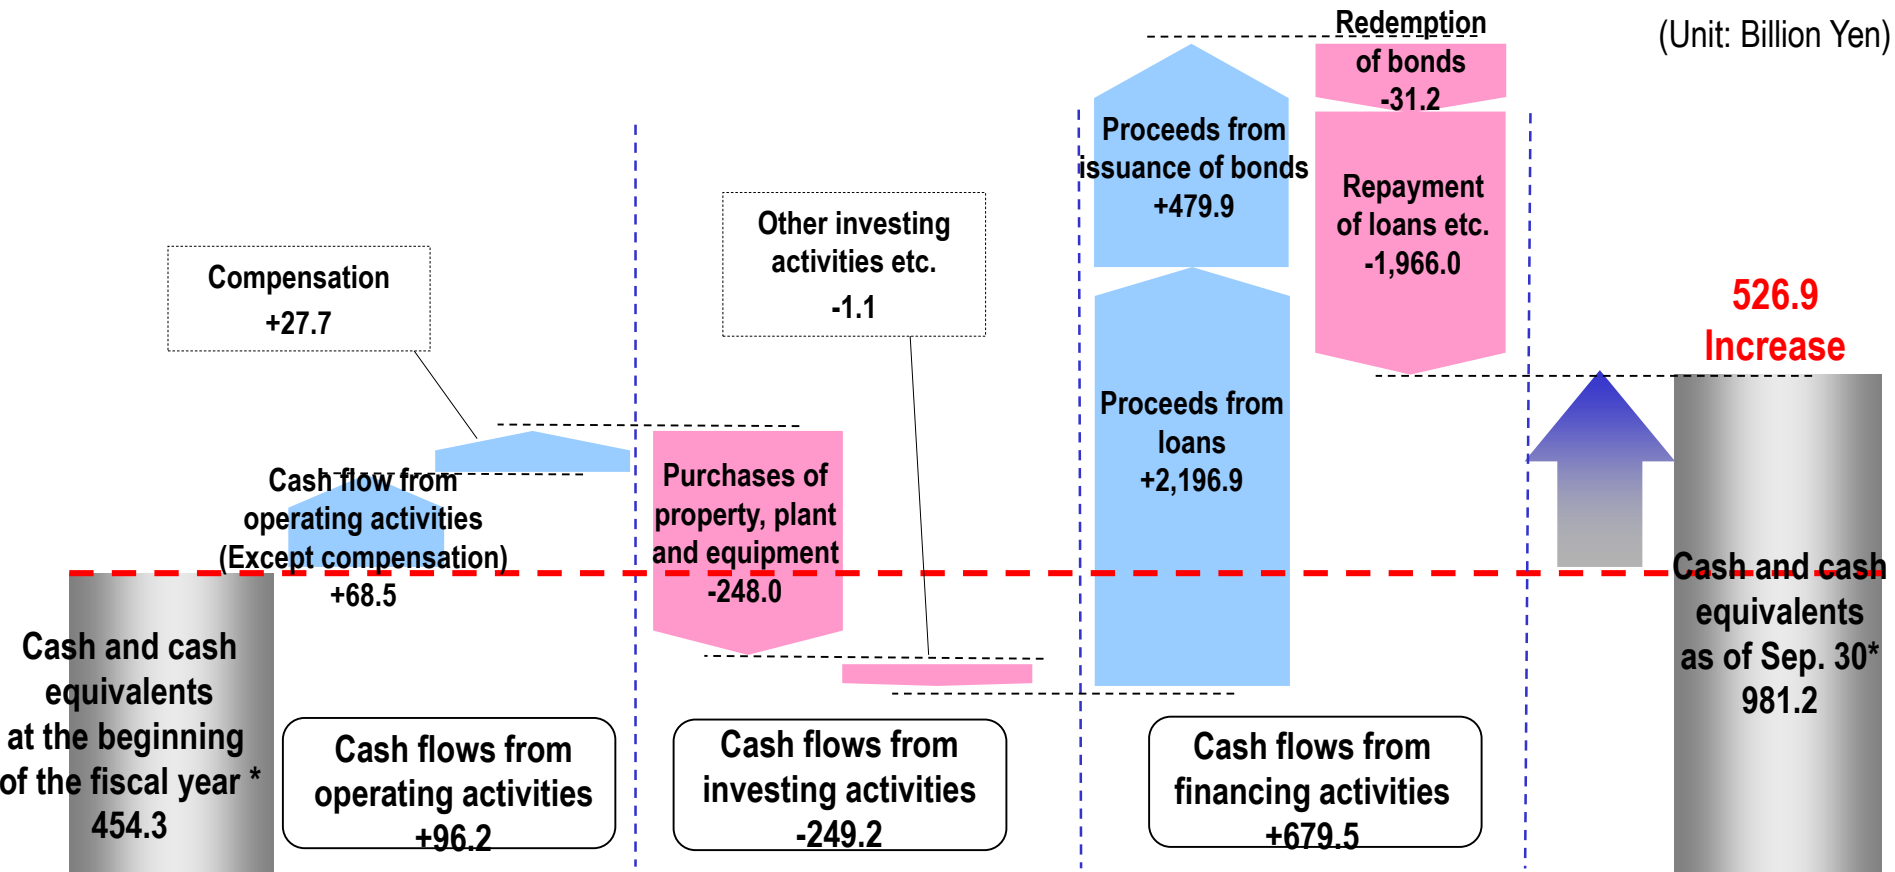 (Unit: Billion Yen)
Redemption
of bonds
-31.2
Proceeds from
issuance of bonds
+479.9
Repayment
of loans etc.
-1,966.0
Other investing
activities etc.
-1.1
Compensation
+27.7
526.9
Increase
Proceeds from
loans
+2,196.9
Cash flow from
operating activities
(Except compensation)
+68.5
Purchases of
property, plant
and equipment
-248.0
Cash and cash
equivalents
as of Sep. 30*
981.2
Cash and cash
equivalents
at the beginning
of the fiscal year *
454.3
Cash flows from
operating activities
+96.2
Cash flows from
investing activities
-249.2
Cash flows from
financing activities
+679.5